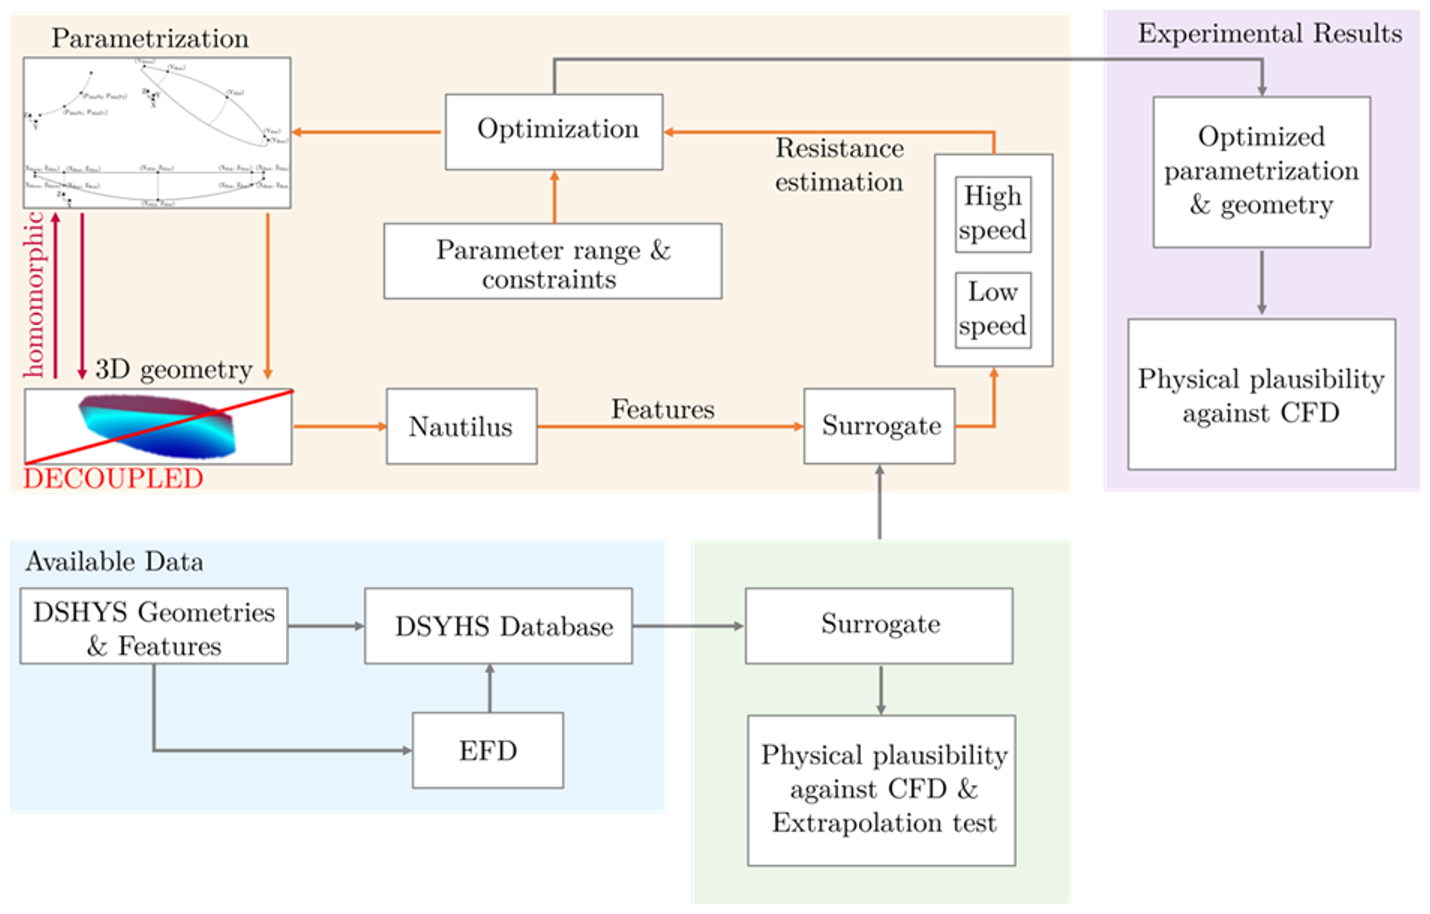 Parametrization
Experimental Results
Optimization
Resistance
estimation
High
speed
Low
speed
Optimized
parametrization
& geometry
Parameter range &
constraints
homomorphic
3D geometry
DECOUPLED
Nautilus
Features
Surrogate
Physical plausibility
against CFD
Available Data
DSHYS Geometries
& Features
DSYHS Database
EFD
Surrogate
Physical plausibility
against CFD &
Extrapolation test